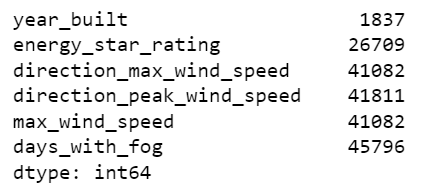 year_built 1837
energy_star_rating 26709
direction_max_wind_speed 41082
direction_peak_wind_speed 41811
max_wind_speed 41082
days_with_fog 45796
dtype: int64